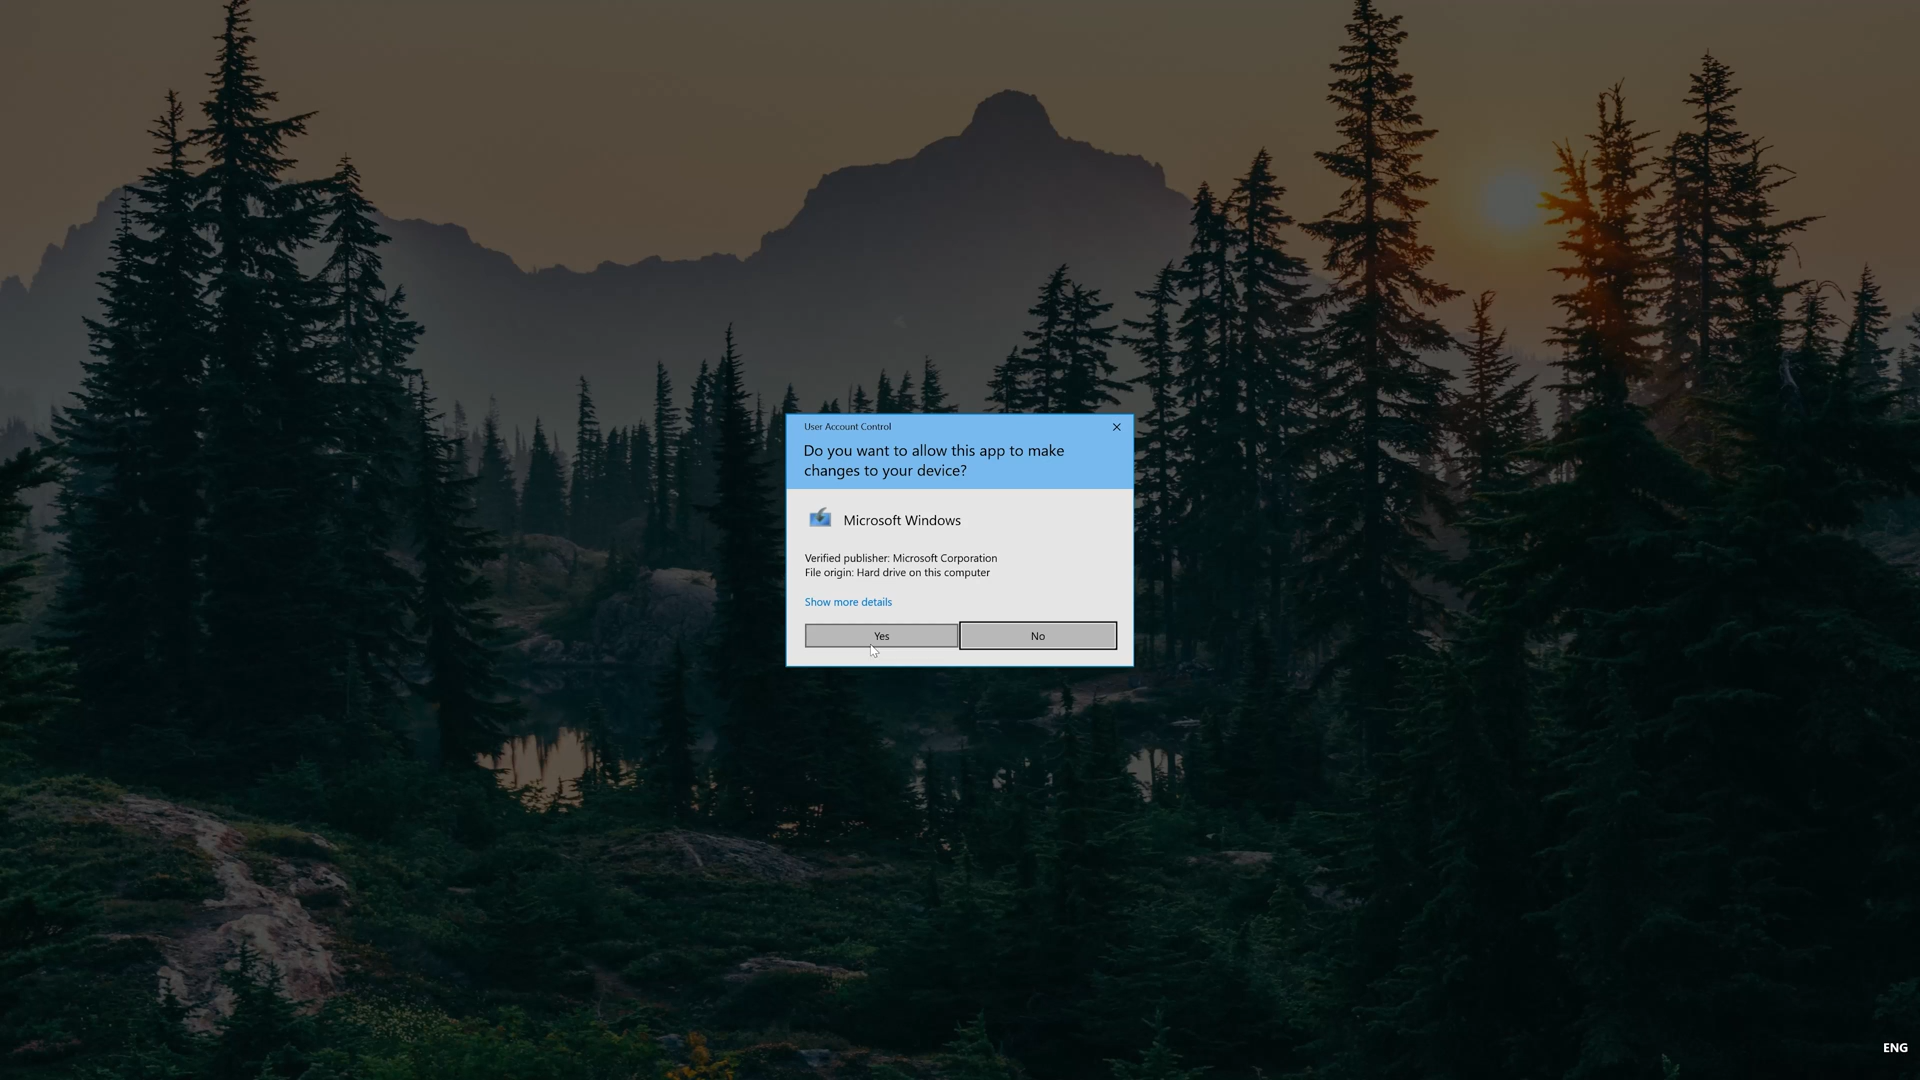 User Account Control
Do you want to allow this app to make
changes to your device?
Microsoft Windows
Verified publisher: Microsoft Corporation
File origin: Hard drive on this computer
Show more details
Yes
No
ENG